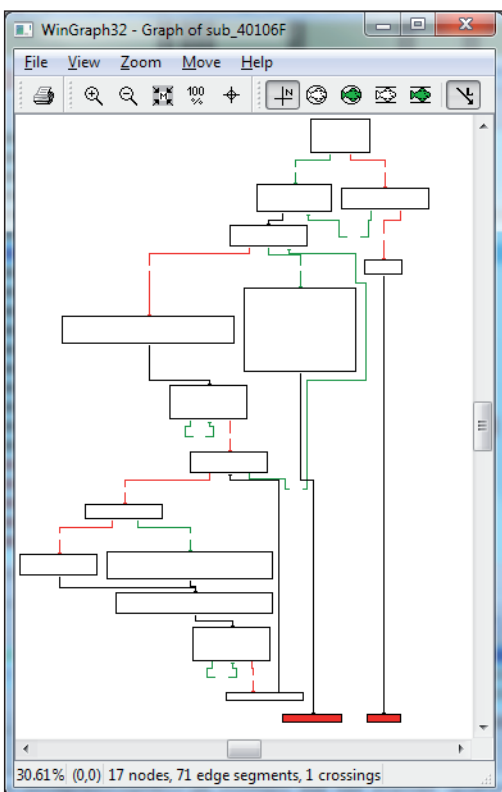 WinGraph32 - Graph of sub_40106F
File View Zoom Move Help
M 100 % N
30.61% (0,0) 17 nodes, 71 edge segments, 1 crossings